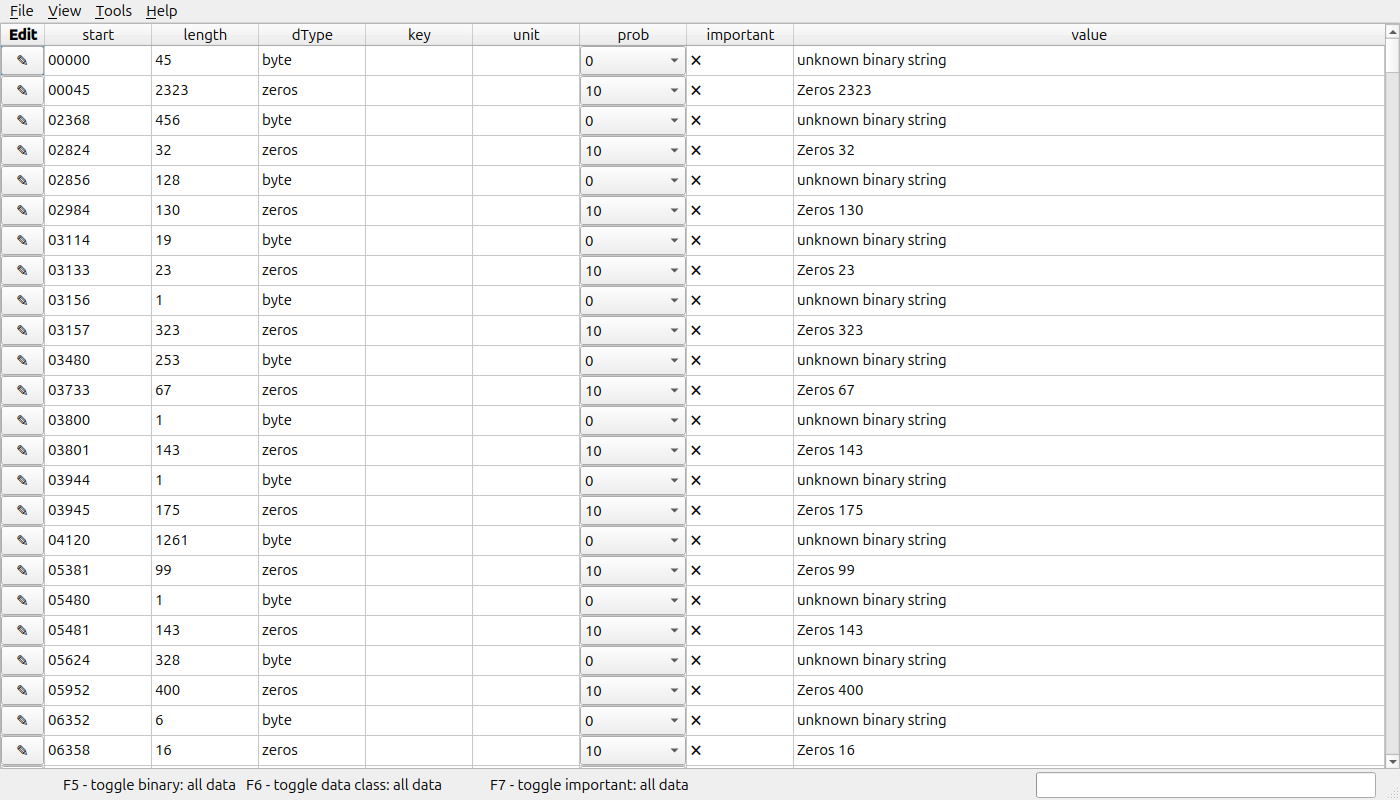 File View Tools Help
Edit start length dType key unit prob important value
✎ 00000 45 byte 0 ✕ unknown binary string
✎ 00045 2323 zeros 10 ✕ Zeros 2323
✎ 02368 456 byte 0 ✕ unknown binary string
✎ 02824 32 zeros 10 ✕ Zeros 32
✎ 02856 128 byte 0 ✕ unknown binary string
✎ 02984 130 zeros 10 ✕ Zeros 130
✎ 03114 19 byte 0 ✕ unknown binary string
✎ 03133 23 zeros 10 ✕ Zeros 23
✎ 03156 1 byte 0 ✕ unknown binary string
✎ 03157 323 zeros 10 ✕ Zeros 323
✎ 03480 253 byte 0 ✕ unknown binary string
✎ 03733 67 zeros 10 ✕ Zeros 67
✎ 03800 1 byte 0 ✕ unknown binary string
✎ 03801 143 zeros 10 ✕ Zeros 143
✎ 03944 1 byte 0 ✕ unknown binary string
✎ 03945 175 zeros 10 ✕ Zeros 175
✎ 04120 1261 byte 0 ✕ unknown binary string
✎ 05381 99 zeros 10 ✕ Zeros 99
✎ 05480 1 byte 0 ✕ unknown binary string
✎ 05481 143 zeros 10 ✕ Zeros 143
✎ 05624 328 byte 0 ✕ unknown binary string
✎ 05952 400 zeros 10 ✕ Zeros 400
✎ 06352 6 byte 0 ✕ unknown binary string
✎ 06358 16 zeros 10 ✕ Zeros 16
F5 - toggle binary: all data F6 - toggle data class: all data F7 - toggle important: all data